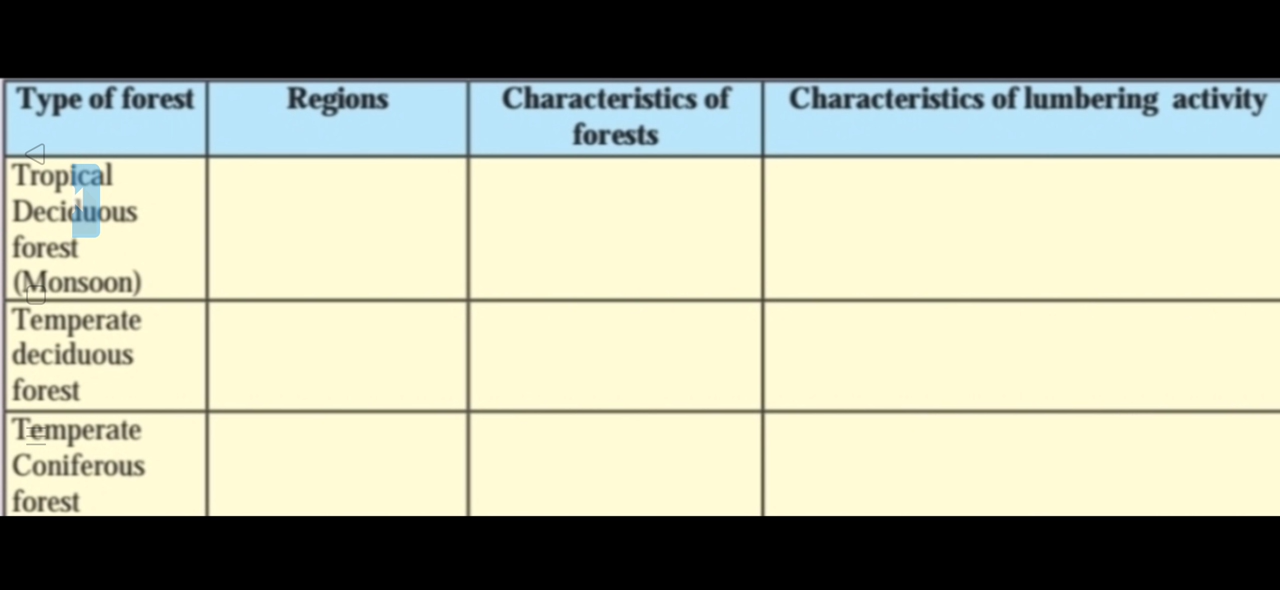 Type of forest
Regions
Characteristics of
forests
Characteristics of lumbering activity
Tropical
Deciduous
forest
(Monsoon)
Temperate
deciduous
forest
Temperate
Coniferous
forest